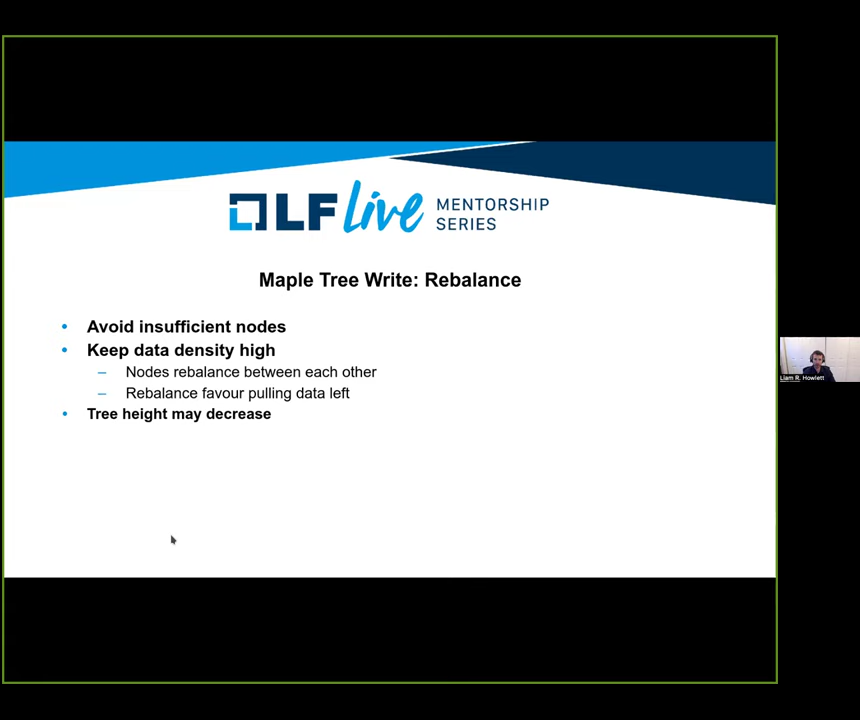 LF Live MENTORSHIP
SERIES
Maple Tree Write: Rebalance
• Avoid insufficient nodes
• Keep data density high
– Nodes rebalance between each other
– Rebalance favour pulling data left
• Tree height may decrease
Liam R. Howlett